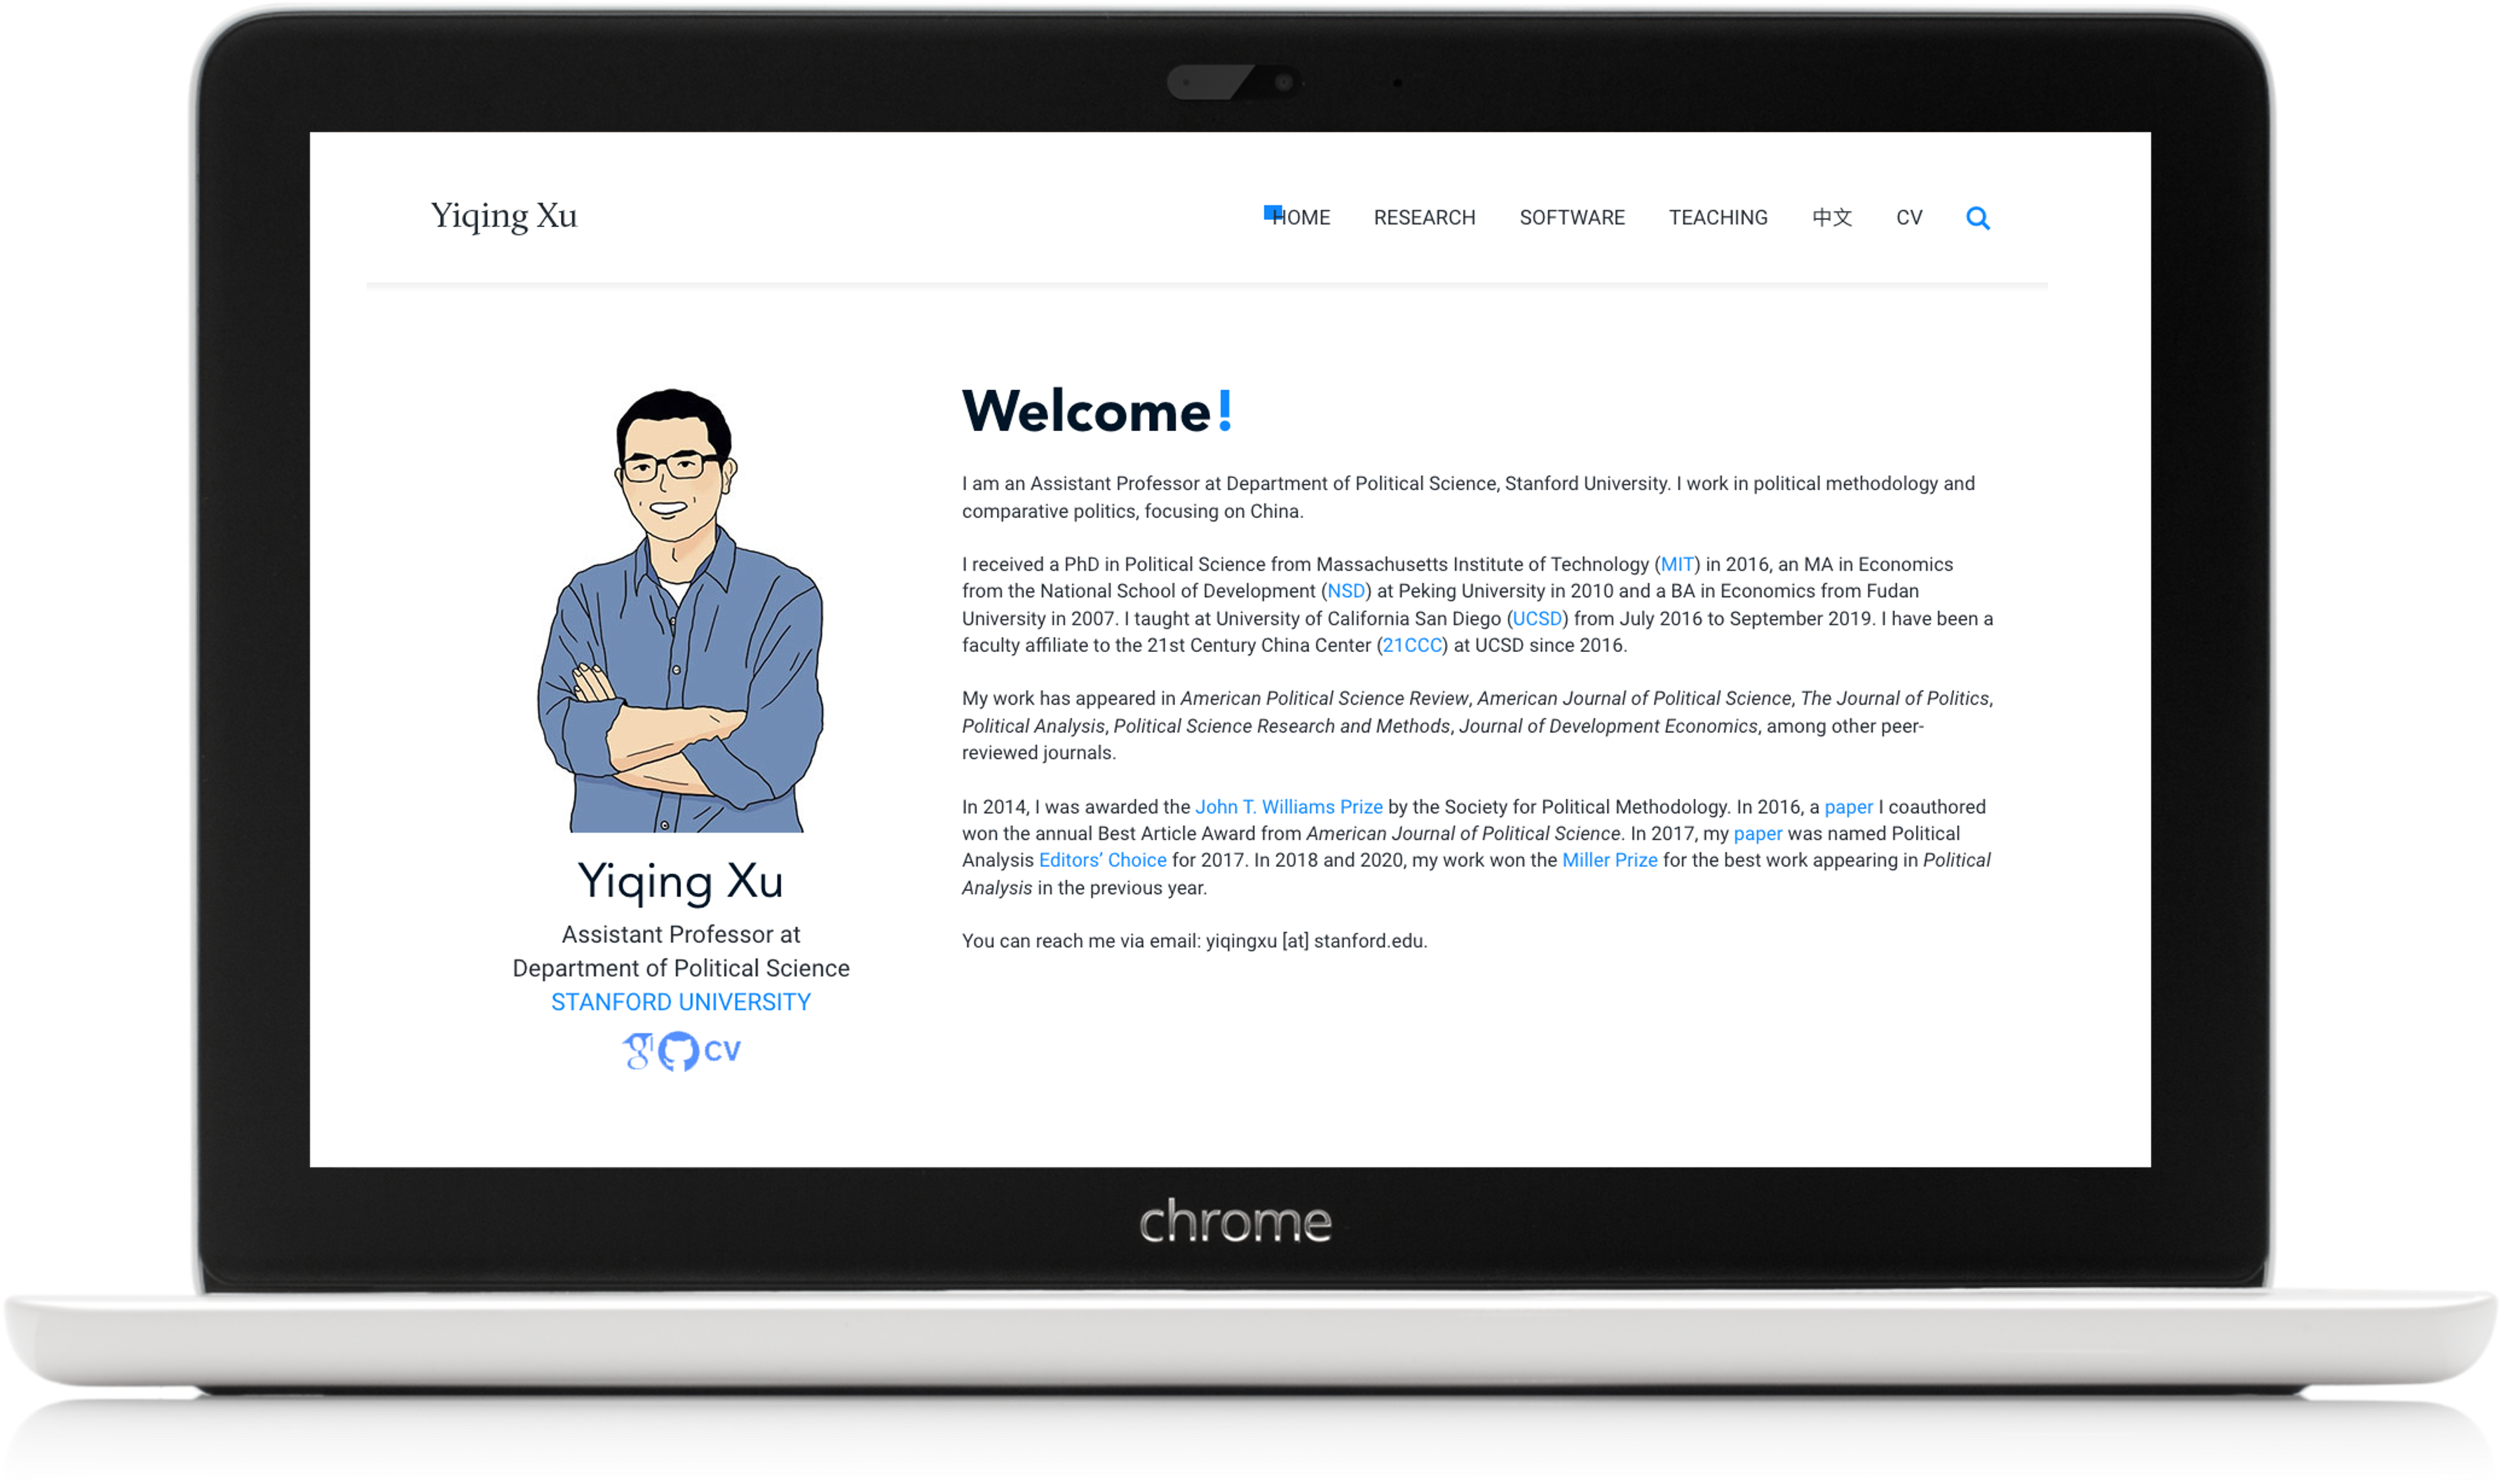 Yiqing Xu
HOME RESEARCH SOFTWARE TEACHING 中文 CV
Welcome!
I am an Assistant Professor at Department of Political Science, Stanford University. I work in political methodology and
comparative politics, focusing on China.
I received a PhD in Political Science from Massachusetts Institute of Technology (MIT) in 2016, an MA in Economics
from the National School of Development (NSD) at Peking University in 2010 and a BA in Economics from Fudan
University in 2007. I taught at University of California San Diego (UCSD) from July 2016 to September 2019. I have been a
faculty affiliate to the 21st Century China Center (21CCC) at UCSD since 2016.
My work has appeared in American Political Science Review, American Journal of Political Science, The Journal of Politics,
Political Analysis, Political Science Research and Methods, Journal of Development Economics, among other peer-
reviewed journals.
In 2014, I was awarded the John T. Williams Prize by the Society for Political Methodology. In 2016, a paper I coauthored
won the annual Best Article Award from American Journal of Political Science. In 2017, my paper was named Political
Analysis Editors’ Choice for 2017. In 2018 and 2020, my work won the Miller Prize for the best work appearing in Political
Analysis in the previous year.
You can reach me via email: yiqingxu [at] stanford.edu.
Yiqing Xu
Assistant Professor at
Department of Political Science
STANFORD UNIVERSITY
g CV
chrome